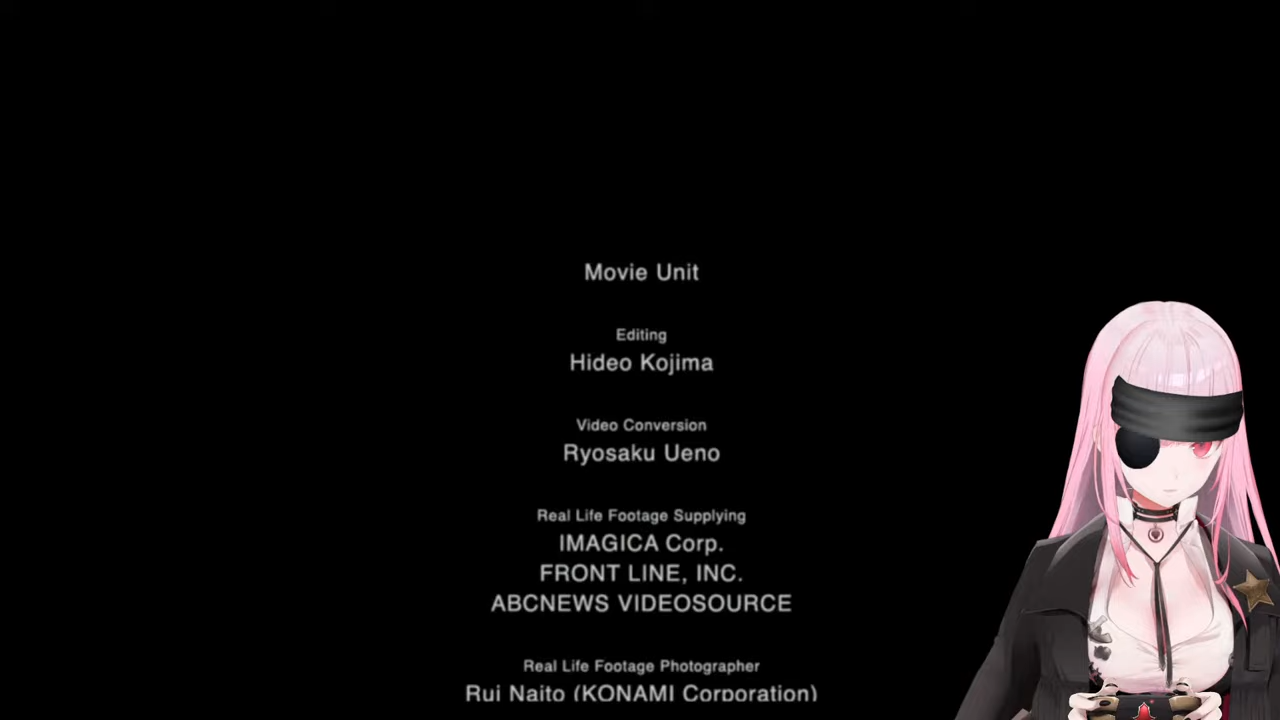 Movie Unit
Editing
Hideo Kojima
Video Conversion
Ryosaku Ueno
Real Life Footage Supplying
IMAGICA Corp.
FRONT LINE, INC.
ABCNEWS VIDEOSOURCE
Real Life Footage Photographer
Rui Naito (KONAMI Corporation)